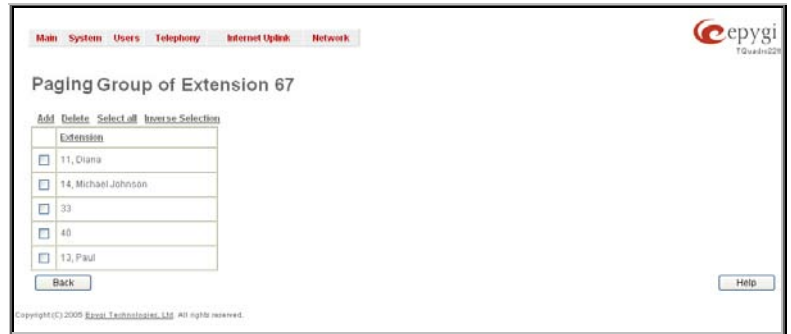 Main System Users Telephony Internet Uplink Network
epygi
Paging Group of Extension 67
Add Delete Select all Inverse Selection
Extension
11, Diana
14, Michael Johnson
33
40
13, Paul
Back
Help
Copyright (C) 2005 Epygi Technologies, Ltd. All rights reserved.